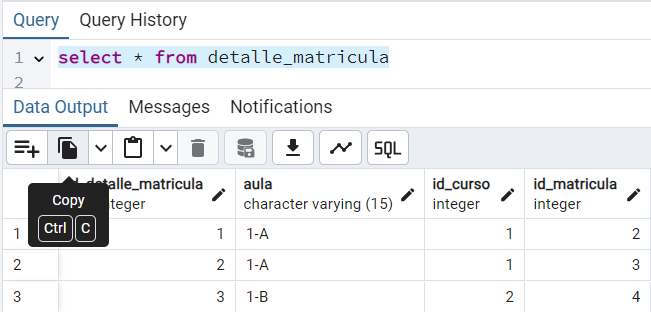 Query Query History
1 select * from detalle_matricula
2
Data Output Messages Notifications
SQL
detalle_matricula aula id_curso id_matricula
character varying (15) integer integer
Copy
Ctrl C
1 1 1-A 1 2
2 2 1-A 1 3
3 3 1-B 2 4